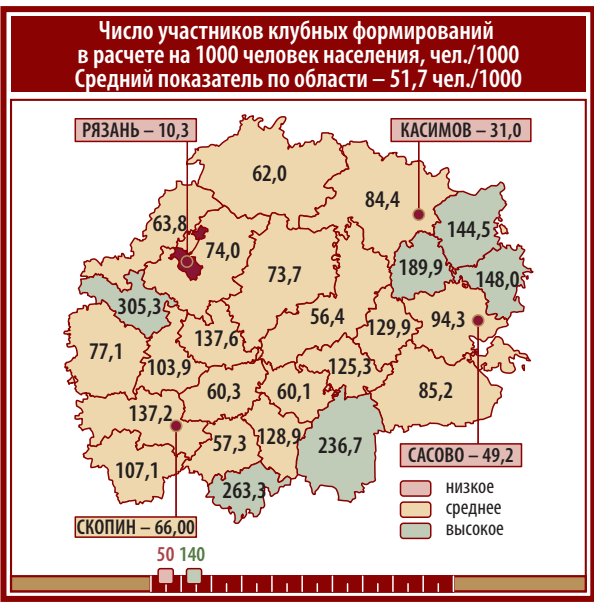 Число участников клубных формирований
в расчете на 1000 человек населения, чел./1000
Средний показатель по области – 51,7 чел./1000
РЯЗАНЬ – 10,3
КАСИМОВ – 31,0
62,0
84,4
63,8
74,0
144,5
73,7
189,9
148,0
305,3
56,4
129,9
94,3
77,1
137,6
103,9
125,3
60,3
60,1
85,2
137,2
57,3
128,9
236,7
107,1
263,3
САСОВО – 49,2
низкое
среднее
высокое
СКОПИН – 66,00
50 140